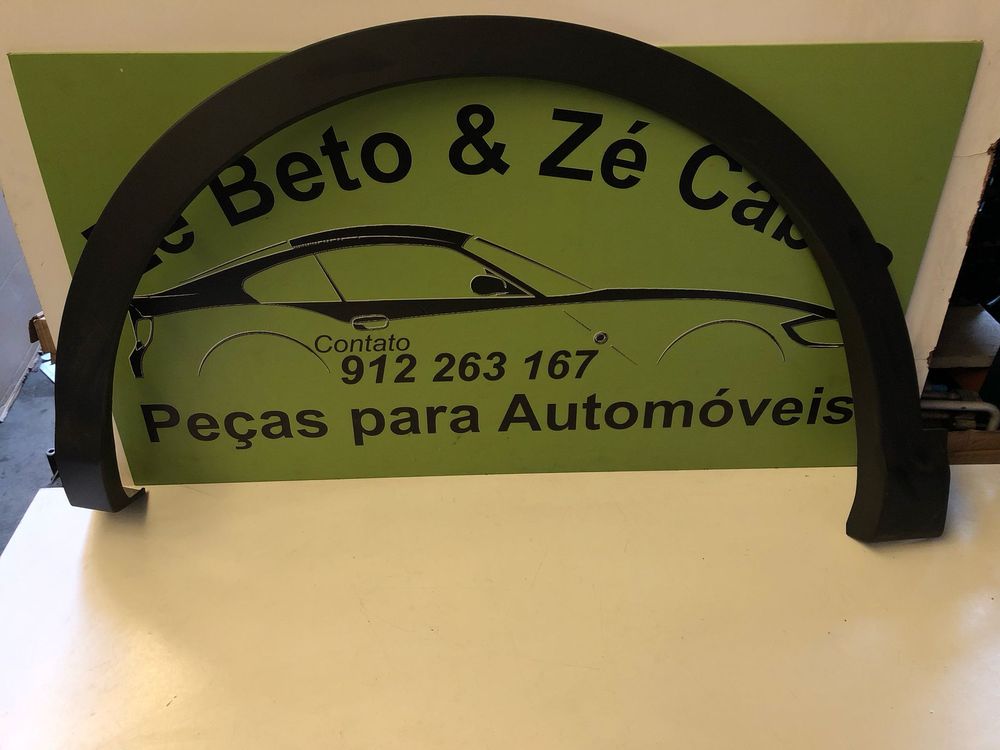 Beto & Zé
Contato
912 263 167
Peças para Automóveis